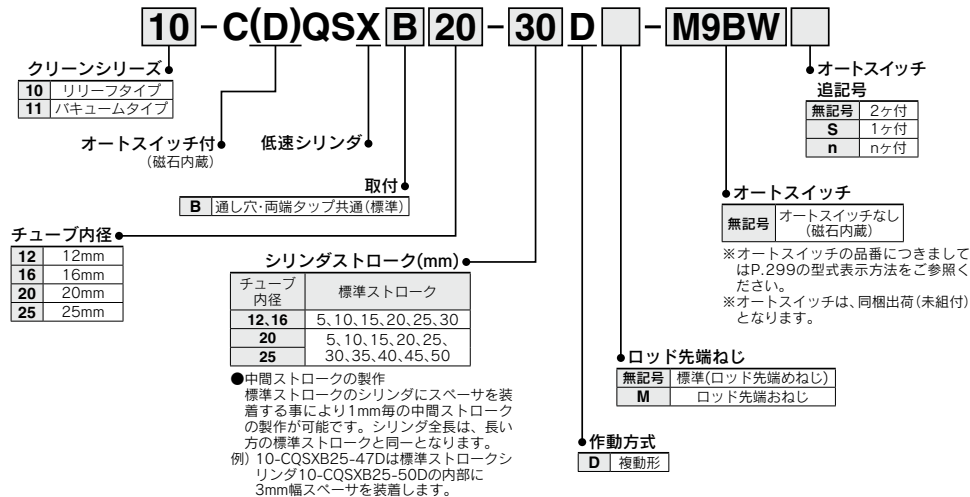 10-C(D)QSXB20-30D□-M9BW□
クリーンシリーズ
10 リリーフタイプ
11 バキュームタイプ
オートスイッチ付
(磁石内蔵)
低速シリンダ
取付
B 通し穴・両端タップ共通(標準)
チューブ内径
12 12mm
16 16mm
20 20mm
25 25mm
シリンダストローク(mm)
チューブ
内径
標準ストローク
12、16 5、10、15、20、25、30
20
25
5、10、15、20、25、
30、35、40、45、50
●中間ストロークの製作
標準ストロークのシリンダにスペーサを装
着する事により1mm毎の中間ストローク
の製作が可能です。シリンダ全長は、長い
方の標準ストロークと同一となります。
例) 10-CQSXB25-47Dは標準ストロークシ
リンダ10-CQSXB25-50Dの内部に
3mm幅スペーサを装着します。
オートスイッチ
追記号
無記号 2ヶ付
S 1ヶ付
n nヶ付
オートスイッチ
無記号 オートスイッチなし
(磁石内蔵)
※オートスイッチの品番につきまして
はP.299の型式表示方法をご参照く
ださい。
※オートスイッチは、同梱出荷(未組付)
となります。
ロッド先端ねじ
無記号 標準(ロッド先端めねじ)
M ロッド先端おねじ
作動方式
D 複動形